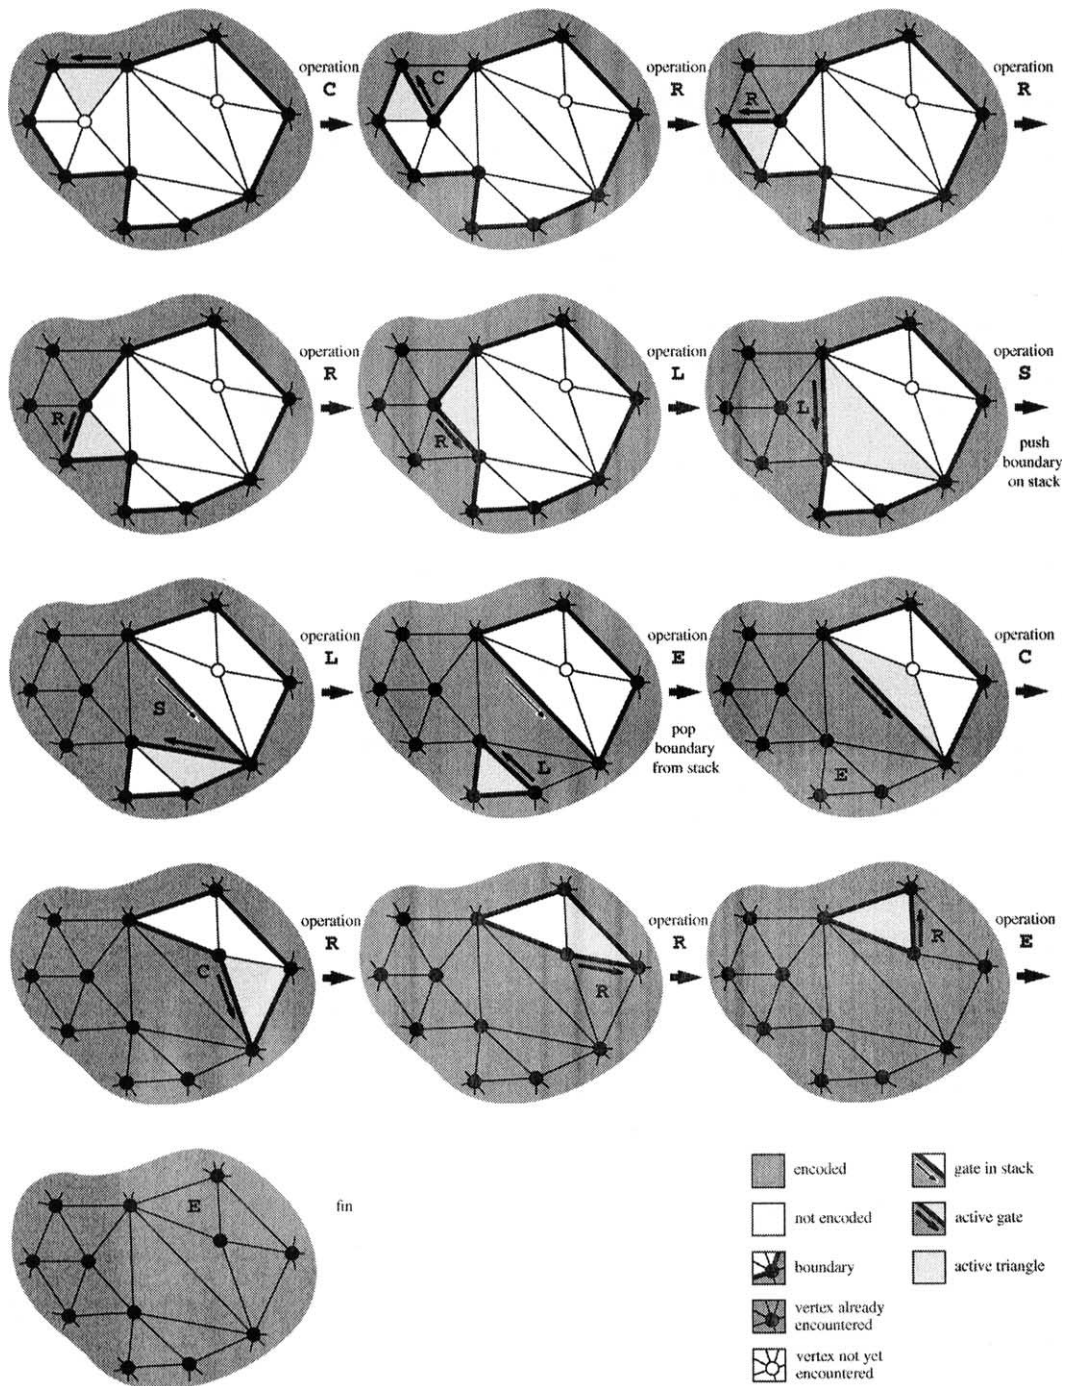 operation
C
operation
R
operation
R
C
R
operation
R
operation
L
operation
S
push
boundary
on stack
R
R
L
operation
L
operation
E
pop
boundary
from stack
operation
C
S
L
E
operation
R
operation
R
operation
E
C
R
R
E
fin
encoded
gate in stack
not encoded
active gate
boundary
active triangle
vertex already
encountered
vertex not yet
encountered